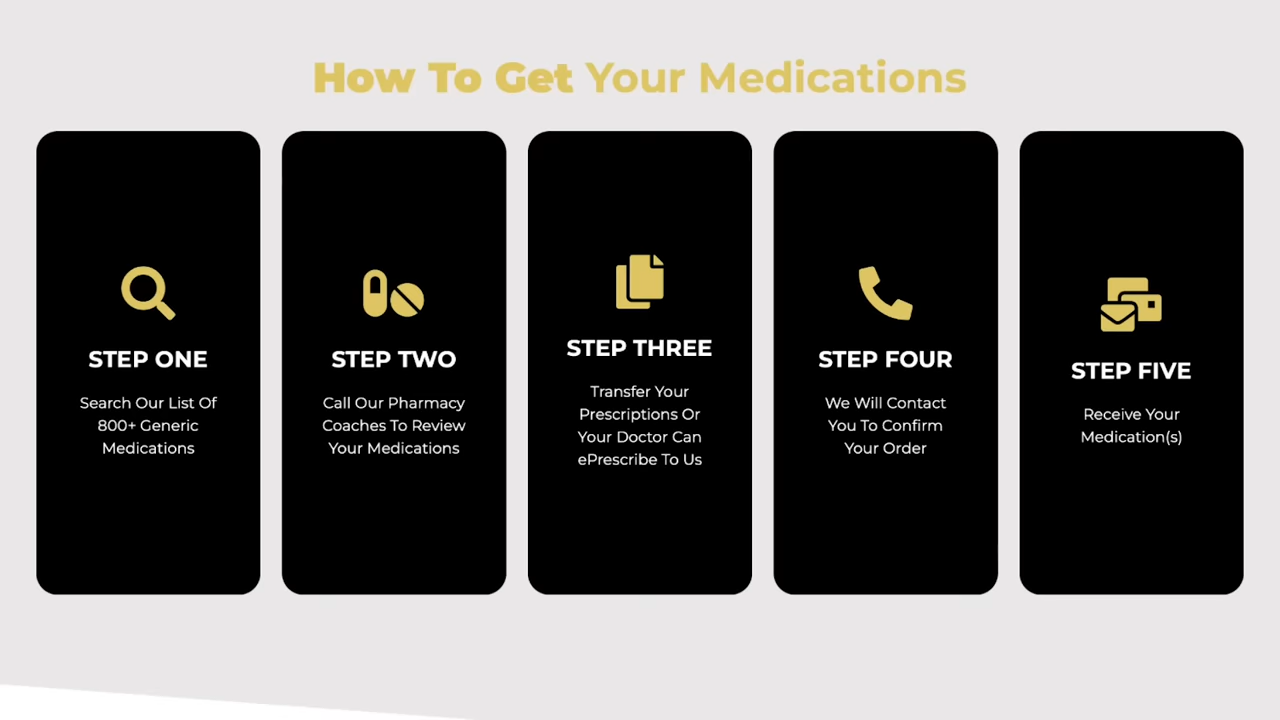 How To Get Your Medications
STEP ONE
Search Our List Of
800+ Generic
Medications
STEP TWO
Call Our Pharmacy
Coaches To Review
Your Medications
STEP THREE
Transfer Your
Prescriptions Or
Your Doctor Can
ePrescribe To Us
STEP FOUR
We Will Contact
You To Confirm
Your Order
STEP FIVE
Receive Your
Medication(s)